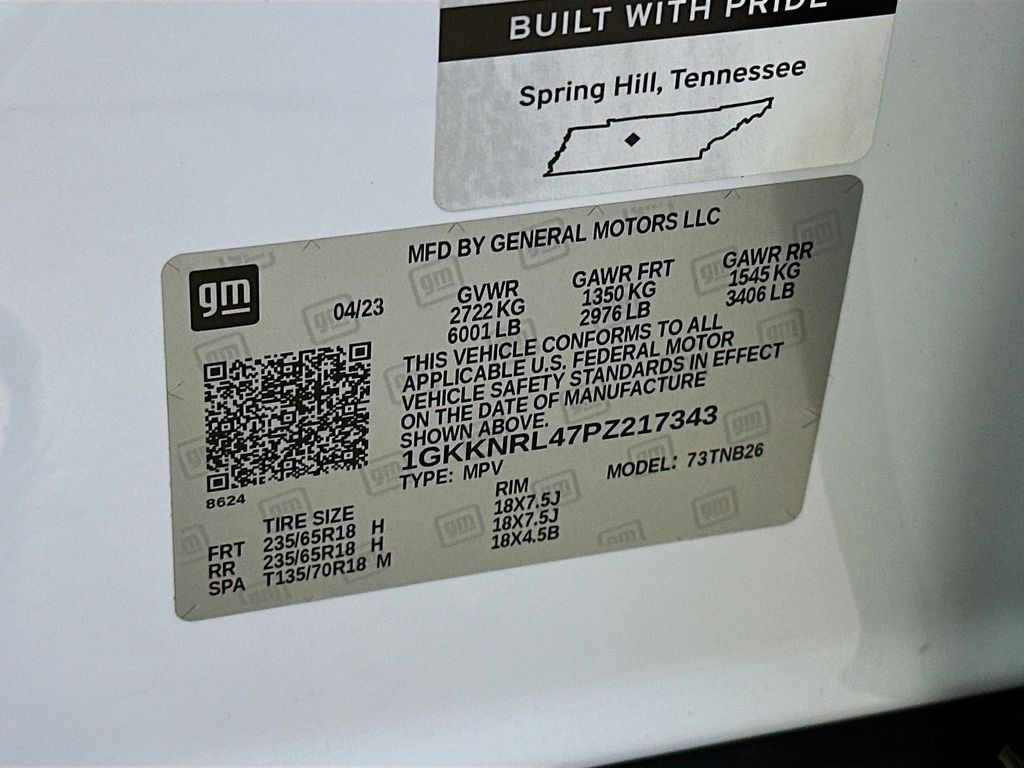 BUILT WITH PRIDE
Spring Hill, Tennessee
MFD BY GENERAL MOTORS LLC
gm
04/23
GVWR
2722 KG
6001 LB
GAWR FRT
1350 KG
2976 LB
GAWR RR
1545 KG
3406 LB
THIS VEHICLE CONFORMS TO ALL
APPLICABLE U.S. FEDERAL MOTOR
VEHICLE SAFETY STANDARDS IN EFFECT
ON THE DATE OF MANUFACTURE
SHOWN ABOVE.
1GKKNRL47PZ217343
TYPE: MPV
MODEL: 73TNB26
8624
TIRE SIZE RIM
FRT 235/65R18 H 18X7.5J
RR 235/65R18 H 18X7.5J
SPA T135/70R18 M 18X4.5B